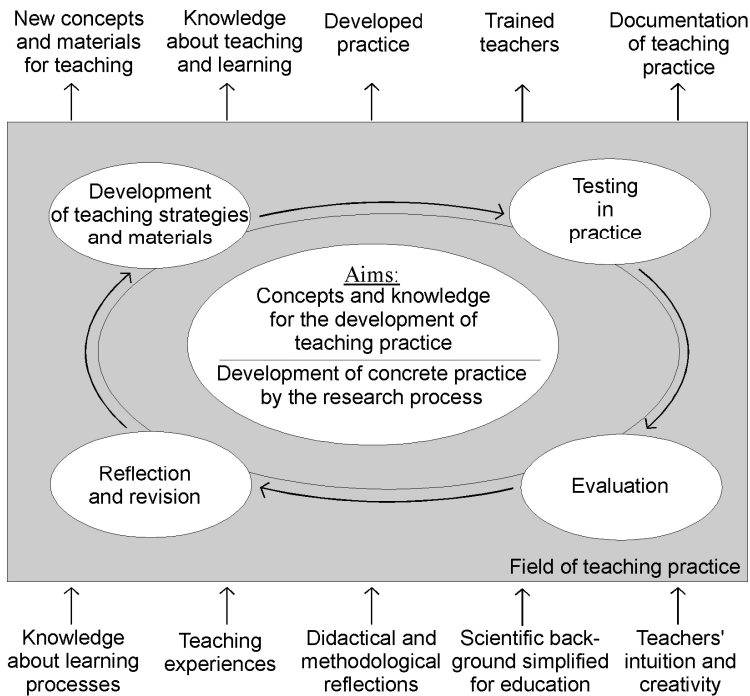 New concepts
and materials
for teaching
Knowledge
about teaching
and learning
Developed
practice
Trained
teachers
Documentation
of teaching
practice
Development
of teaching strategies
and materials
Testing
in
practice
Aims:
Concepts and knowledge
for the development of
teaching practice
Development of concrete practice
by the research process
Reflection
and revision
Evaluation
Field of teaching practice
Knowledge
about learning
processes
Teaching
experiences
Didactical and
methodological
reflections
Scientific back-
ground simplified
for education
Teachers'
intuition and
creativity